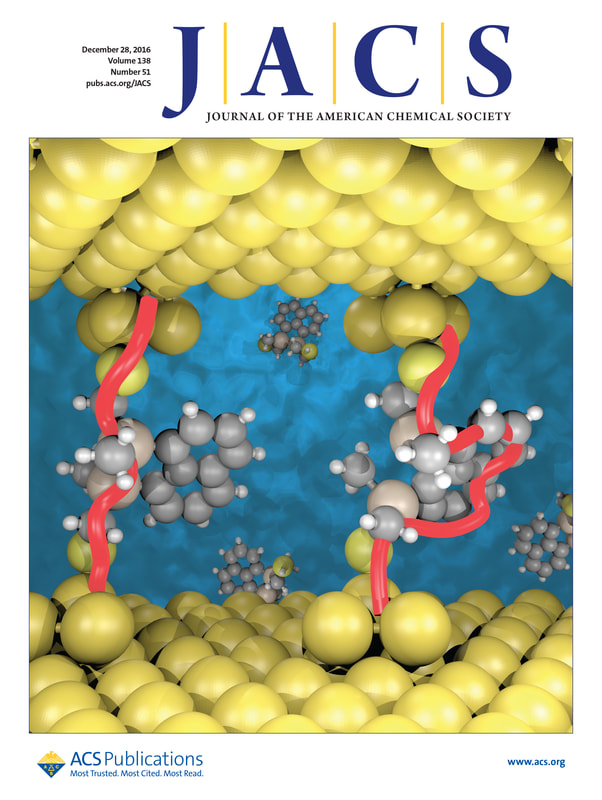 December 28, 2016
Volume 138
Number 51
pubs.acs.org/JACS
J|A|C|S
JOURNAL OF THE AMERICAN CHEMICAL SOCIETY
ACS Publications
Most Trusted. Most Cited. Most Read.
www.acs.org